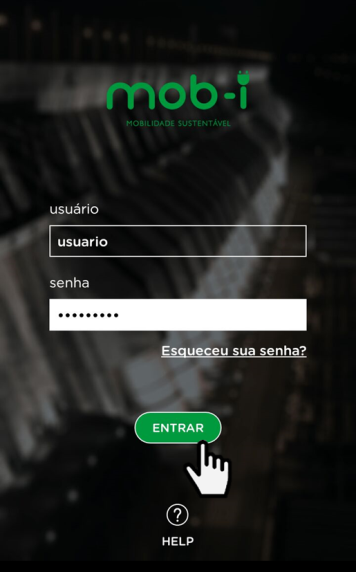 mob-i
MOBILIDADE SUSTENTÁVEL
usuário
usuario
senha
•••••••••
Esqueceu sua senha?
ENTRAR
?
HELP